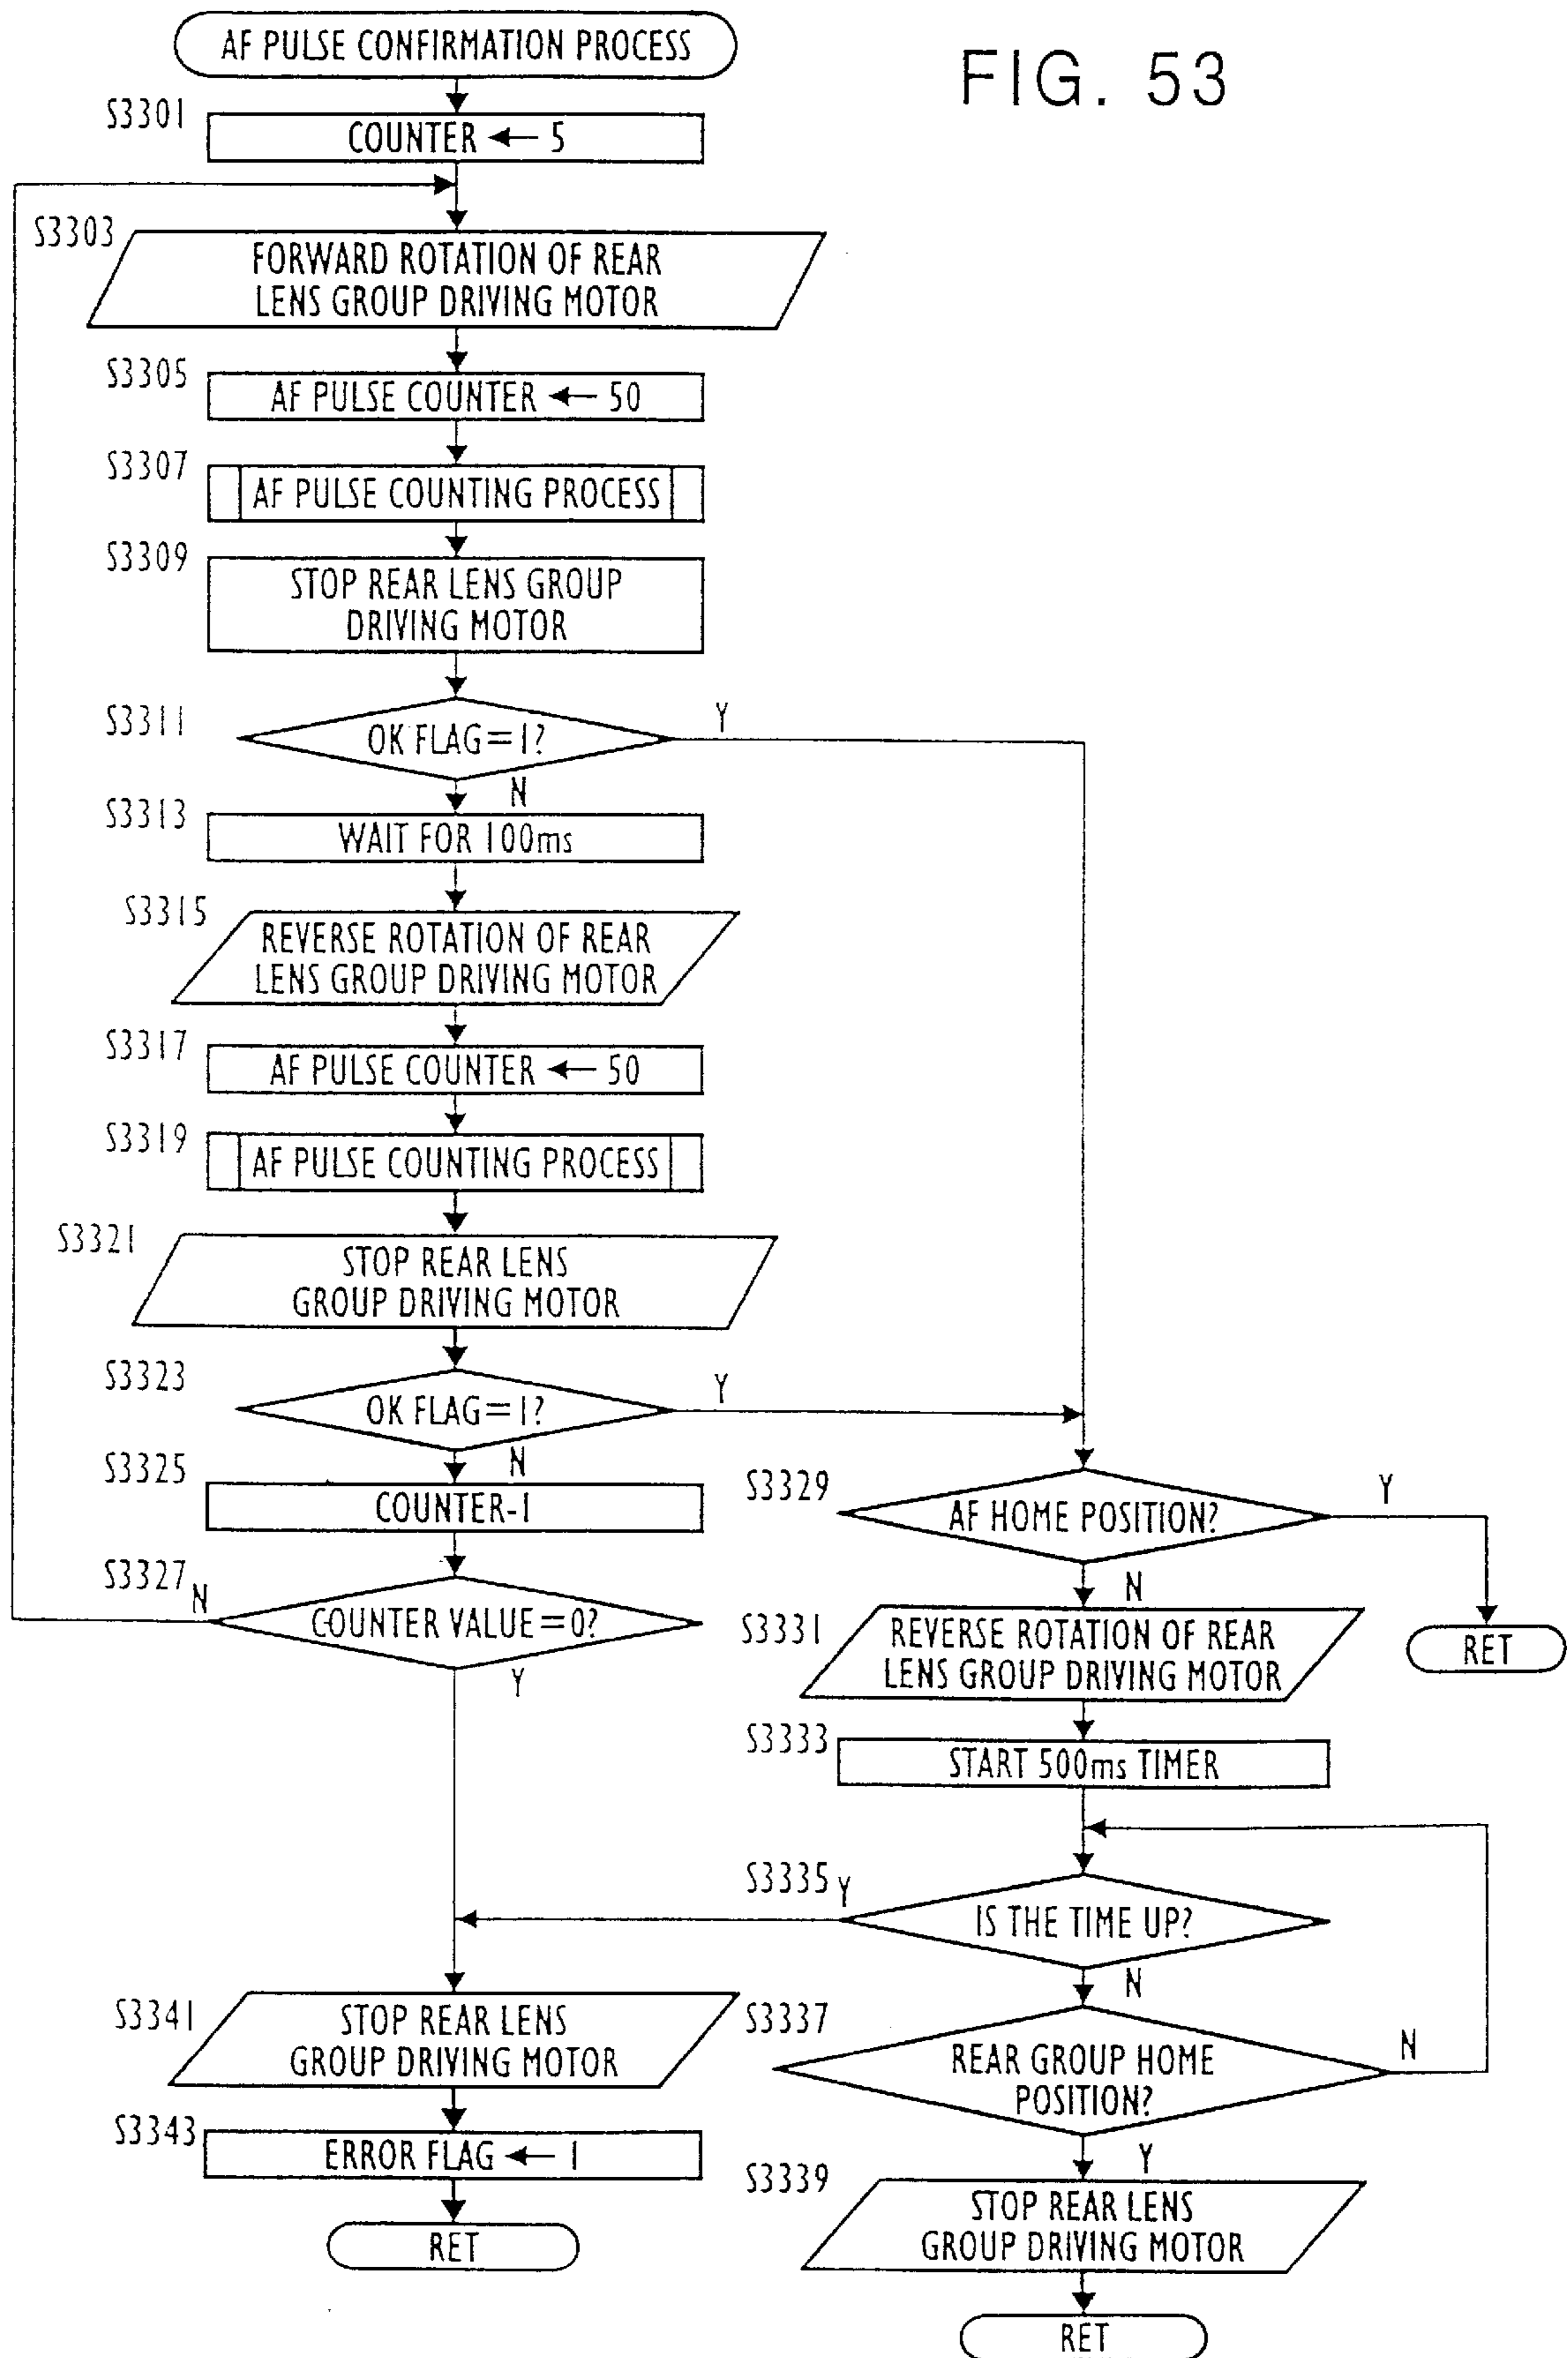 AF PULSE CONFIRMATION PROCESS
FIG. 53
S3301
COUNTER ← 5
S3303
FORWARD ROTATION OF REAR
LENS GROUP DRIVING MOTOR
S3305
AF PULSE COUNTER ← 50
S3307
AF PULSE COUNTING PROCESS
S3309
STOP REAR LENS GROUP
DRIVING MOTOR
S3311
OK FLAG=1?
Y
N
S3313
WAIT FOR 100ms
S3315
REVERSE ROTATION OF REAR
LENS GROUP DRIVING MOTOR
S3317
AF PULSE COUNTER ← 50
S3319
AF PULSE COUNTING PROCESS
S3321
STOP REAR LENS
GROUP DRIVING MOTOR
S3323
OK FLAG=1?
Y
N
S3325
COUNTER-1
S3327
N
COUNTER VALUE=0?
Y
S3329
AF HOME POSITION?
Y
N
RET
S3331
REVERSE ROTATION OF REAR
LENS GROUP DRIVING MOTOR
S3333
START 500ms TIMER
S3335
Y
IS THE TIME UP?
N
S3337
REAR GROUP HOME
POSITION?
N
Y
S3339
STOP REAR LENS
GROUP DRIVING MOTOR
RET
S3341
STOP REAR LENS
GROUP DRIVING MOTOR
S3343
ERROR FLAG ← 1
RET